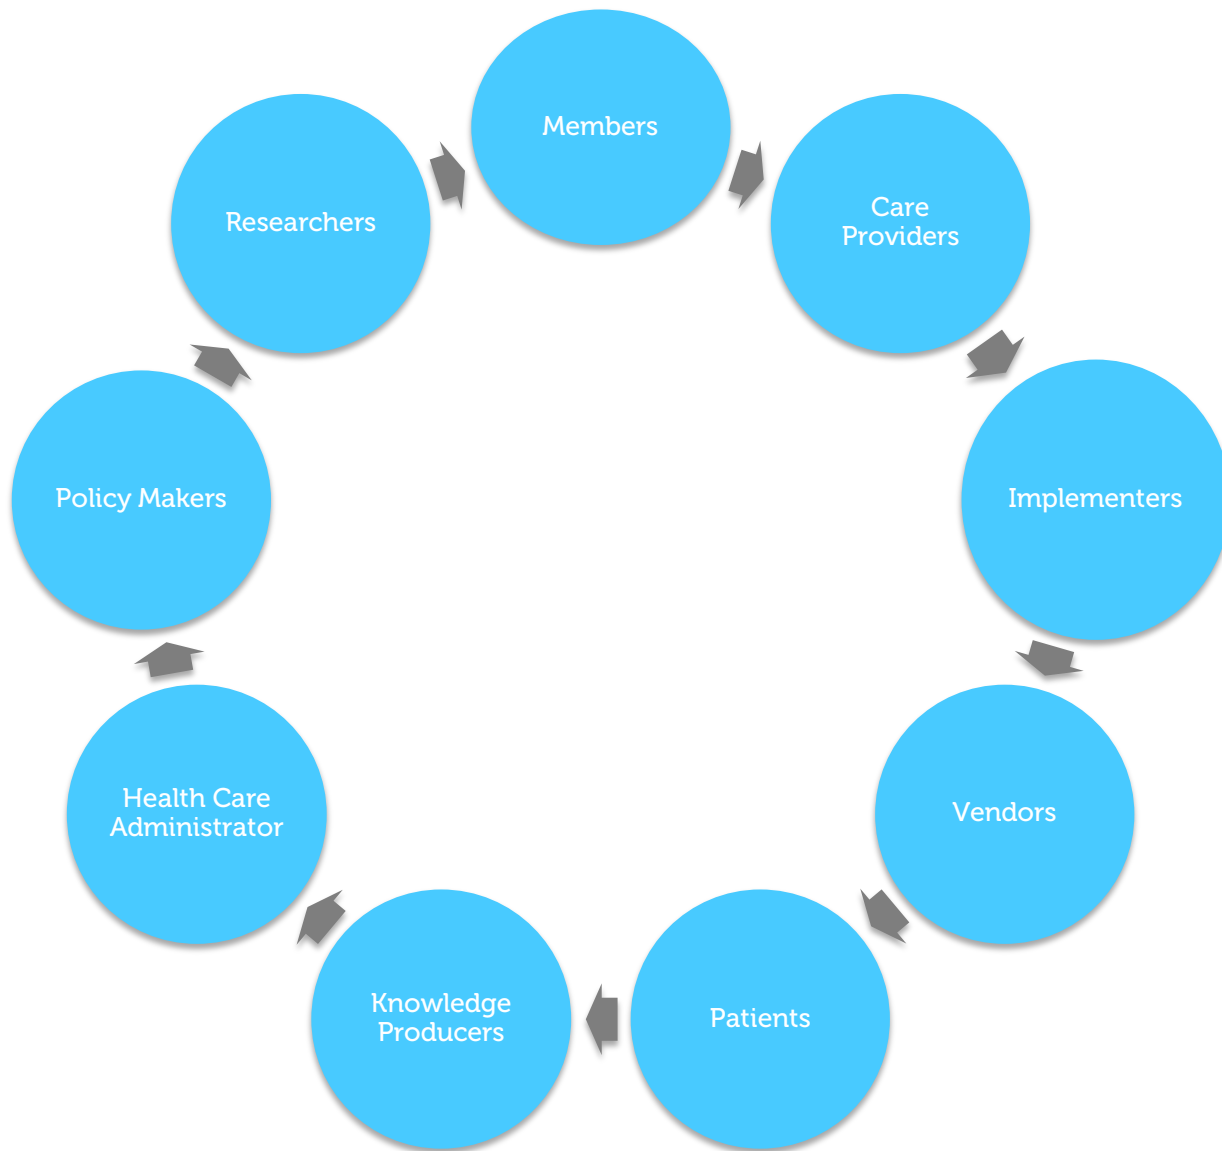 Members
Care
Providers
Implementers
Vendors
Patients
Knowledge
Producers
Health Care
Administrator
Policy Makers
Researchers